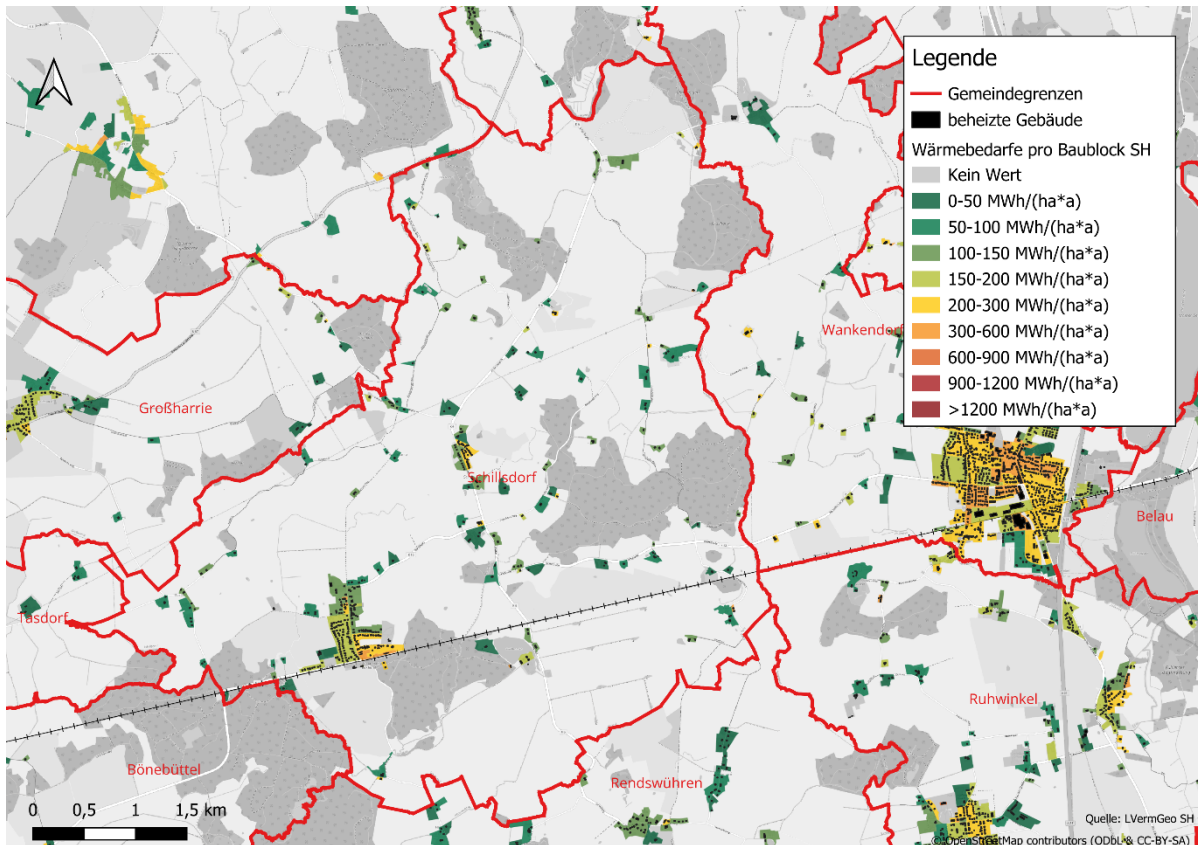 Legende
Gemeindegrenzen
beheizte Gebäude
Wärmebedarfe pro Baublock SH
Kein Wert
0-50 MWh/(ha*a)
50-100 MWh/(ha*a)
100-150 MWh/(ha*a)
150-200 MWh/(ha*a)
200-300 MWh/(ha*a)
300-600 MWh/(ha*a)
600-900 MWh/(ha*a)
900-1200 MWh/(ha*a)
>1200 MWh/(ha*a)
Wankendorf
Großharrie
Schillsdorf
Belau
Tasdorf
Ruhwinkel
Bönebüttel
Rendswühren
0 0,5 1 1,5 km
Quelle: LVermGeo SH
© OpenStreetMap contributors (ODbL & CC-BY-SA)